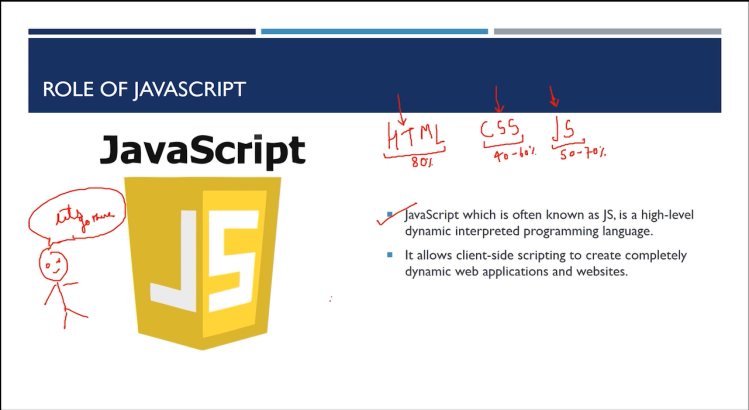 ROLE OF JAVASCRIPT
HTML CSS JS
80% 40-60% 50-70%
JavaScript
JS
let's
go there
JavaScript which is often known as JS, is a high-level
dynamic interpreted programming language.
It allows client-side scripting to create completely
dynamic web applications and websites.